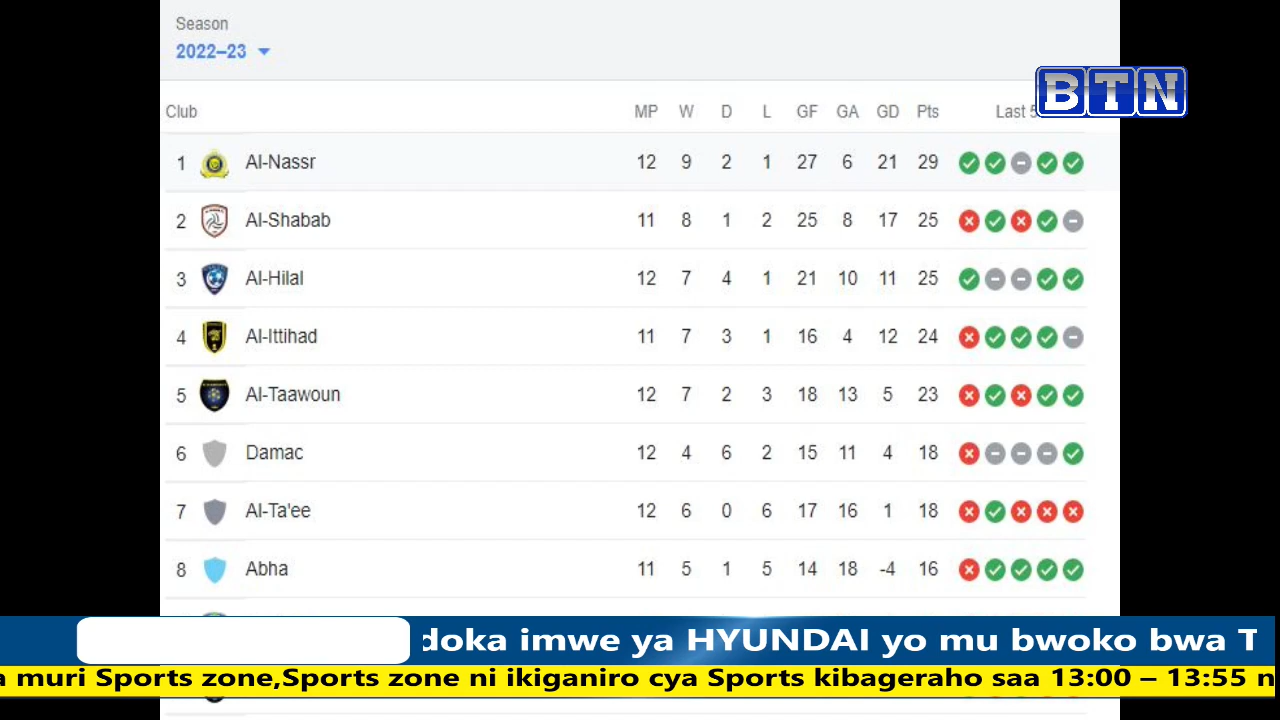 Season
2022–23
BTN
Club MP W D L GF GA GD Pts Last 5
1 Al-Nassr 12 9 2 1 27 6 21 29
2 Al-Shabab 11 8 1 2 25 8 17 25
3 Al-Hilal 12 7 4 1 21 10 11 25
4 Al-Ittihad 11 7 3 1 16 4 12 24
5 Al-Taawoun 12 7 2 3 18 13 5 23
6 Damac 12 4 6 2 15 11 4 18
7 Al-Ta'ee 12 6 0 6 17 16 1 18
8 Abha 11 5 1 5 14 18 -4 16
doka imwe ya HYUNDAI yo mu bwoko bwa T
a muri Sports zone,Sports zone ni ikiganiro cya Sports kibageraho saa 13:00 – 13:55 n